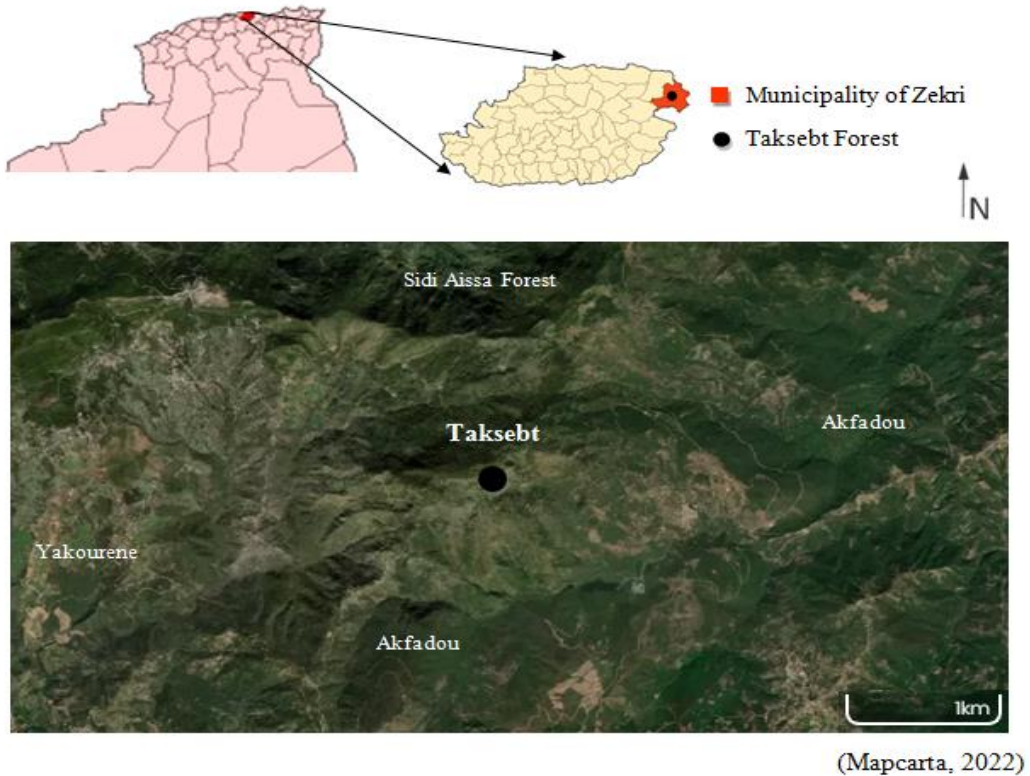 Municipality of Zekri
Taksebt Forest
N
Sidi Aissa Forest
Akfadou
Taksebt
Yakourene
Akfadou
1km
(Mapcarta, 2022)